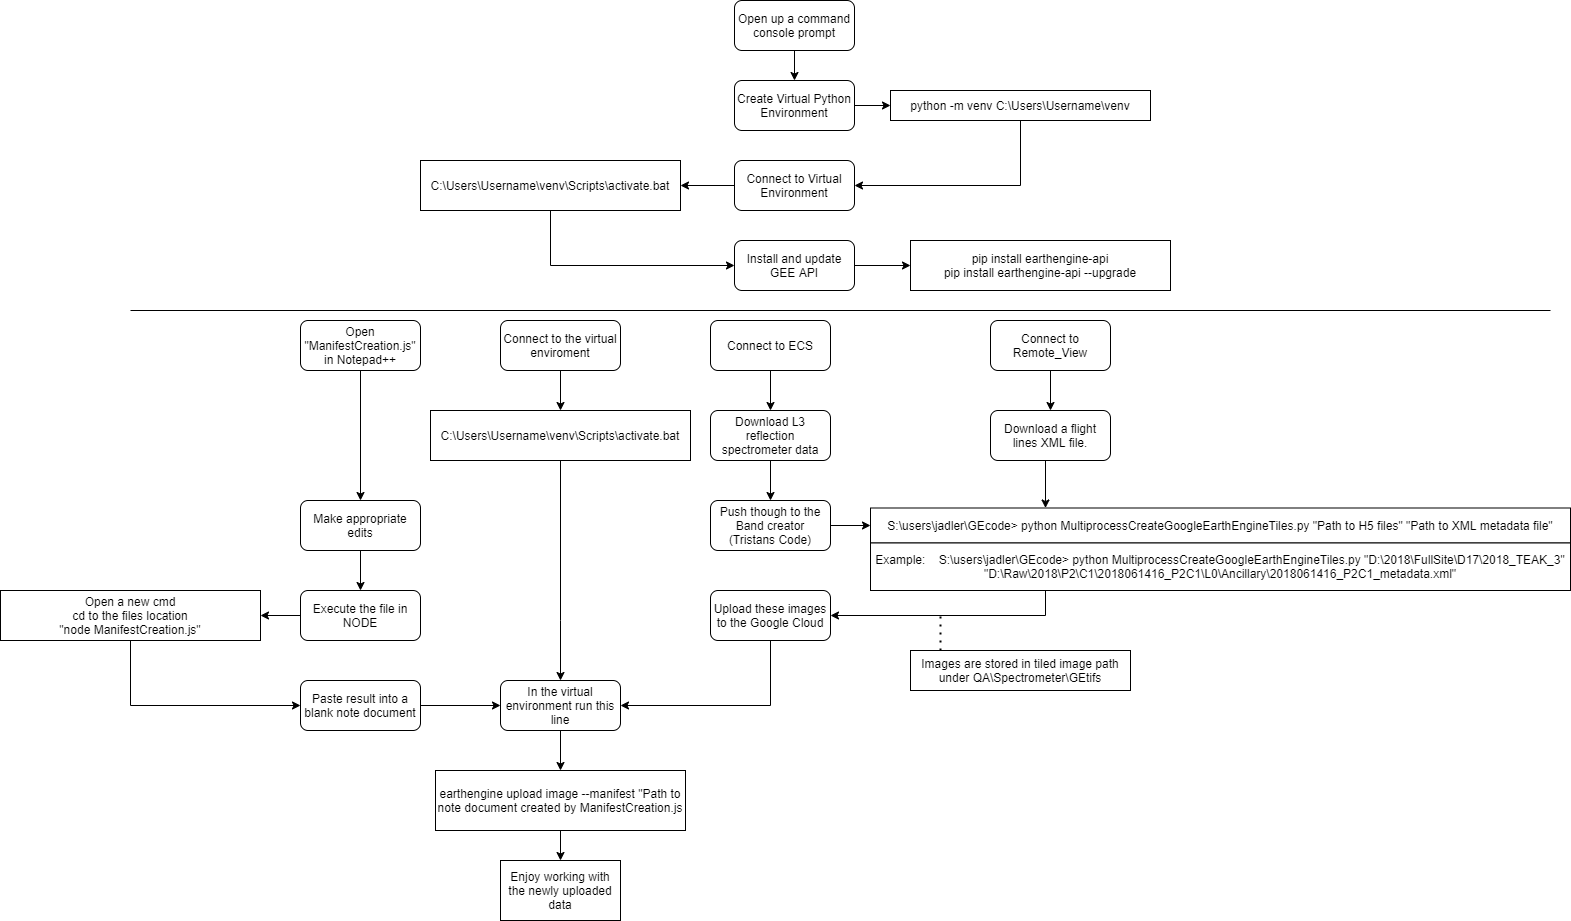 Open up a command
console prompt
Create Virtual Python
Environment
python -m venv C:\Users\Username\venv
C:\Users\Username\venv\Scripts\activate.bat
Connect to Virtual
Environment
Install and update
GEE API
pip install earthengine-api
pip install earthengine-api --upgrade
Open
"ManifestCreation.js"
in Notepad++
Connect to the virtual
enviroment
Connect to ECS
Connect to
Remote_View
C:\Users\Username\venv\Scripts\activate.bat
Download L3
reflection
spectrometer data
Download a flight
lines XML file.
Make appropriate
edits
Push though to the
Band creator
(Tristans Code)
S:\users\jadler\GEcode> python MultiprocessCreateGoogleEarthEngineTiles.py "Path to H5 files" "Path to XML metadata file"
Example:    S:\users\jadler\GEcode> python MultiprocessCreateGoogleEarthEngineTiles.py "D:\2018\FullSite\D17\2018_TEAK_3"
"D:\Raw\2018\P2\C1\2018061416_P2C1\L0\Ancillary\2018061416_P2C1_metadata.xml"
Open a new cmd
cd to the files location
"node ManifestCreation.js"
Execute the file in
NODE
Upload these images
to the Google Cloud
Images are stored in tiled image path
under QA\Spectrometer\GEtifs
Paste result into a
blank note document
In the virtual
environment run this
line
earthengine upload image --manifest "Path to
note document created by ManifestCreation.js
Enjoy working with
the newly uploaded
data